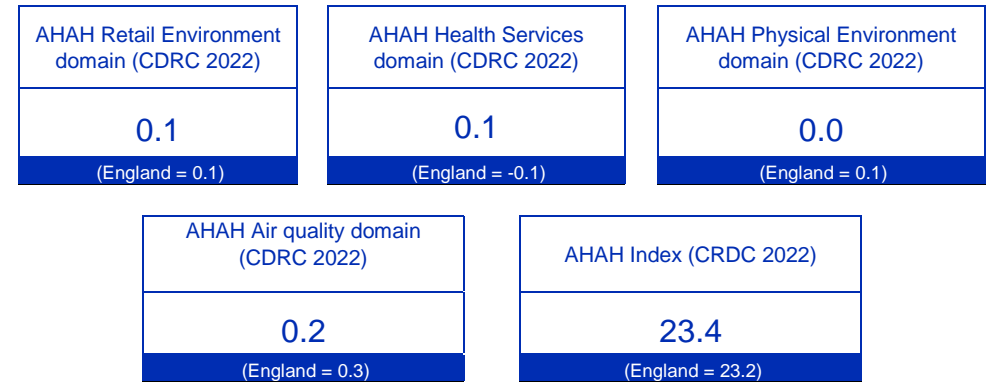 AHAH Retail Environment
domain (CDRC 2022)
0.1
(England = 0.1)
AHAH Health Services
domain (CDRC 2022)
0.1
(England = -0.1)
AHAH Physical Environment
domain (CDRC 2022)
0.0
(England = 0.1)
AHAH Air quality domain
(CDRC 2022)
0.2
(England = 0.3)
AHAH Index (CRDC 2022)
23.4
(England = 23.2)